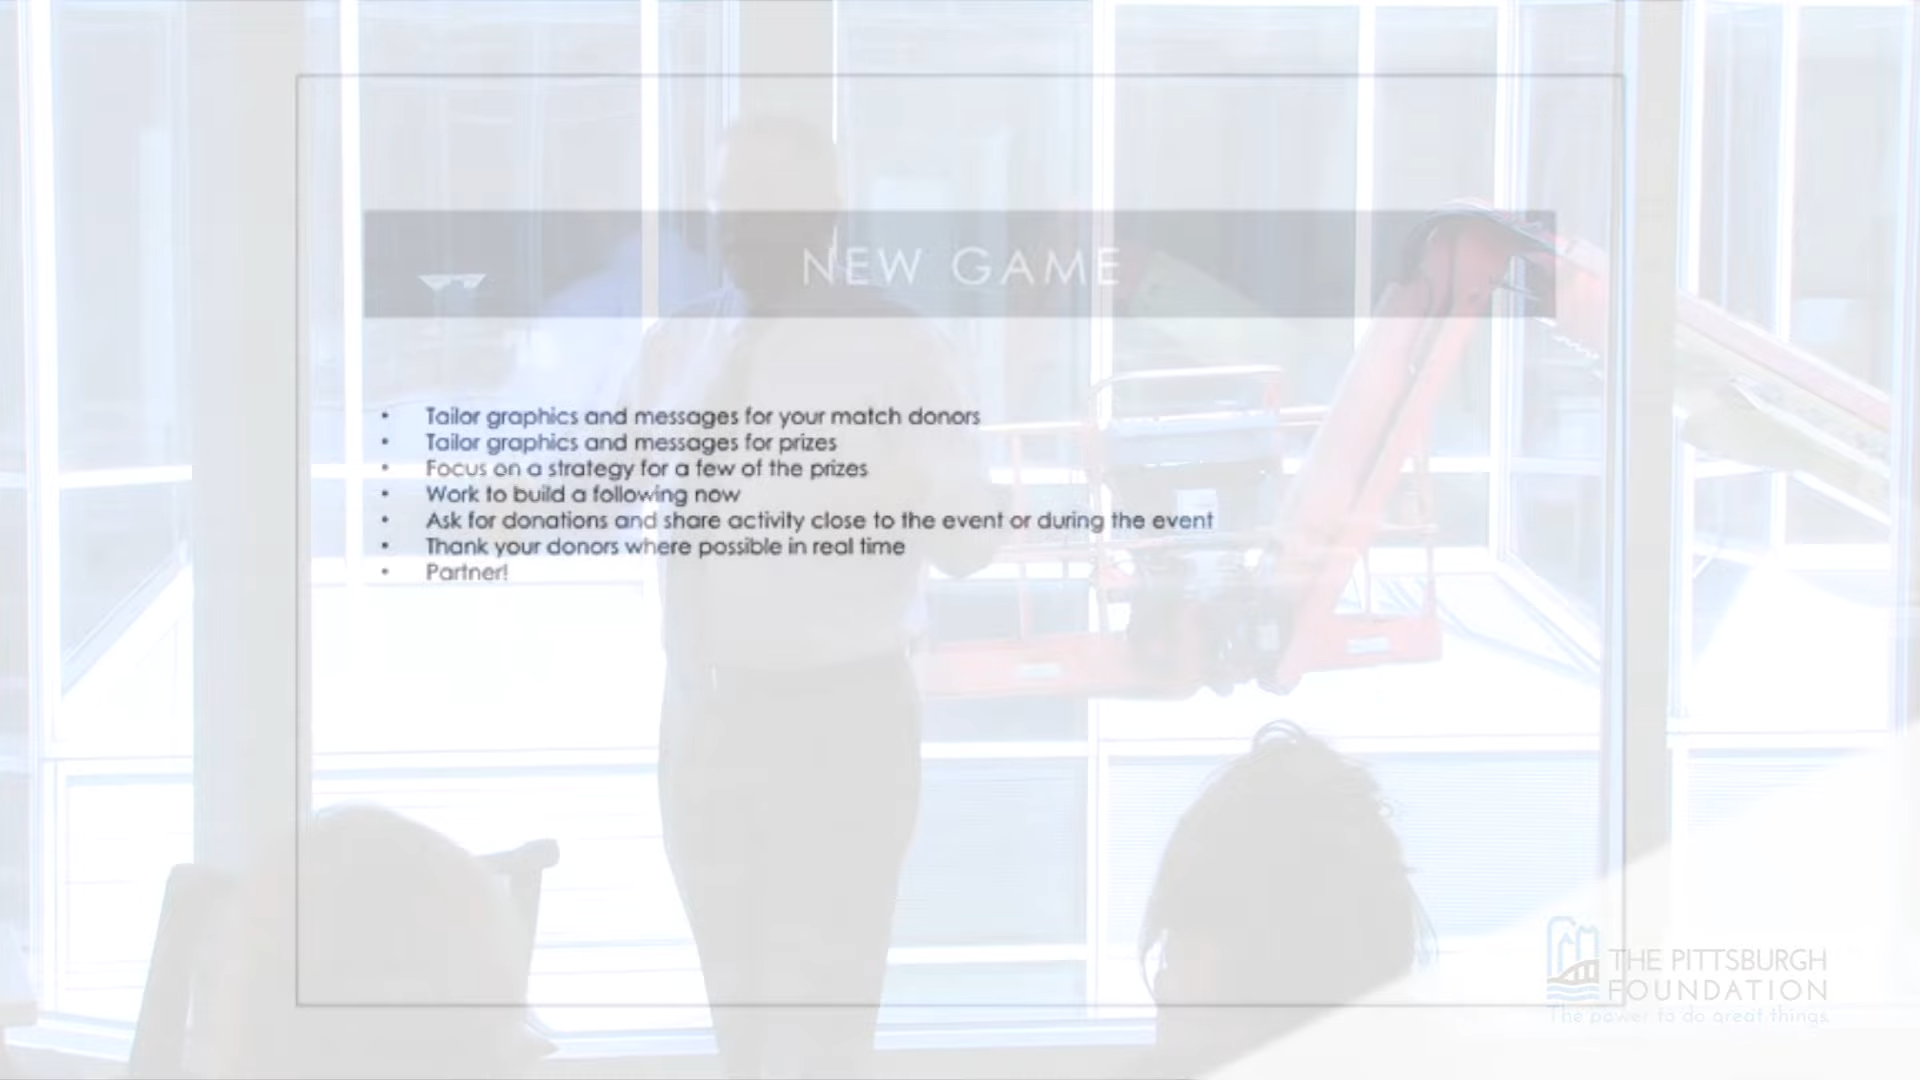 NEW GAME
• Tailor graphics and messages for your match donors
• Tailor graphics and messages for prizes
• Focus on a strategy for a few of the prizes
• Work to build a following now
• Ask for donations and share activity close to the event or during the event
• Thank your donors where possible in real time
• Partner!
THE PITTSBURGH
FOUNDATION
The power to do great things.